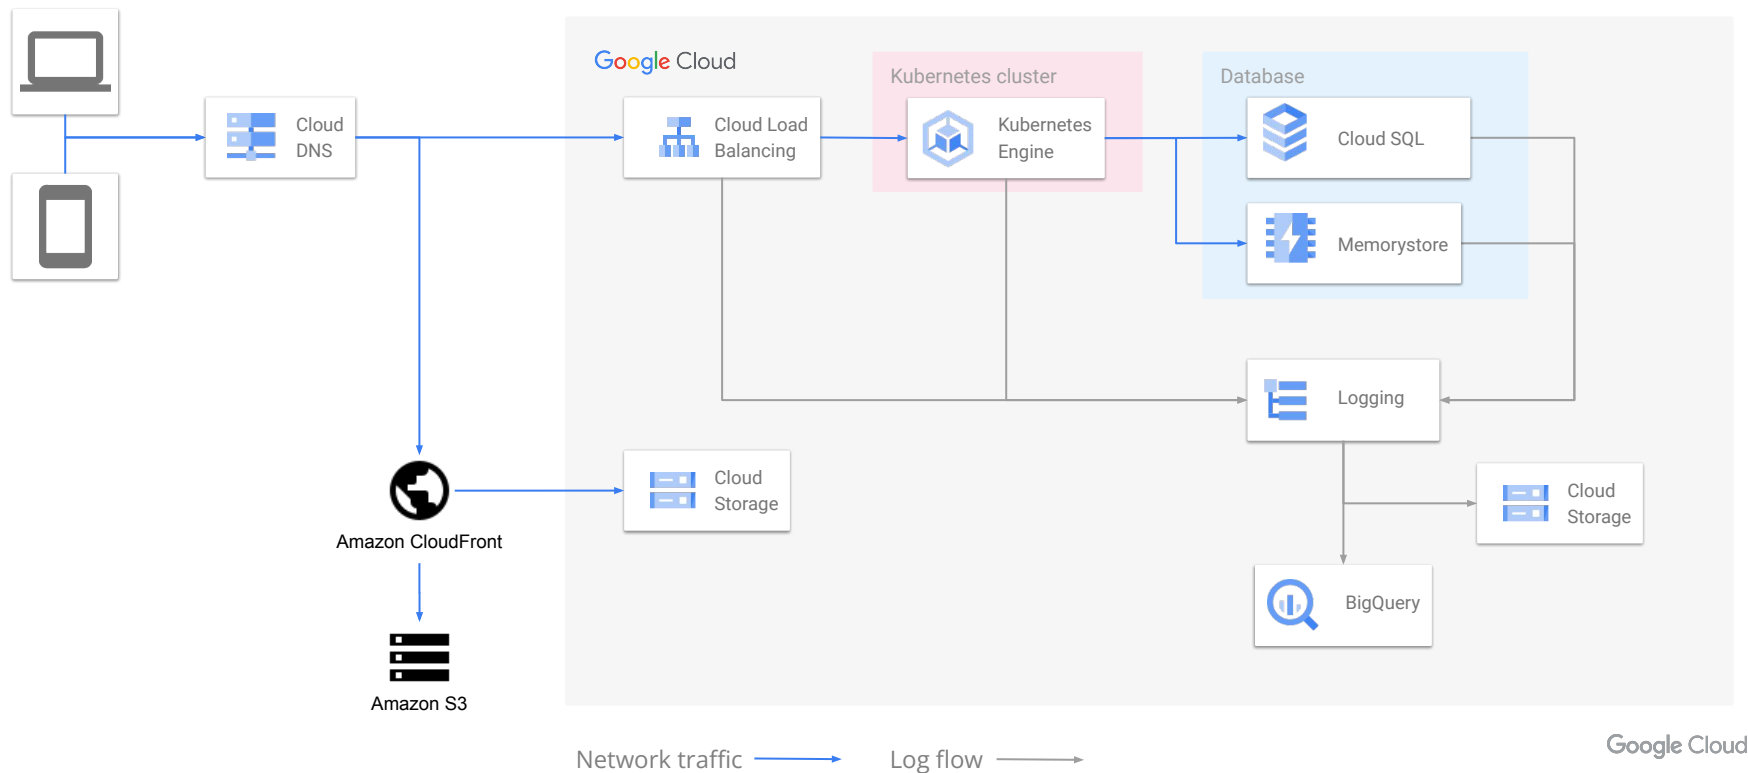 Google Cloud
Kubernetes cluster
Database
Cloud
DNS
Cloud Load
Balancing
Kubernetes
Engine
Cloud SQL
Memorystore
Logging
Cloud
Storage
Cloud
Storage
Amazon CloudFront
BigQuery
Amazon S3
Network traffic
Log flow
Google Cloud